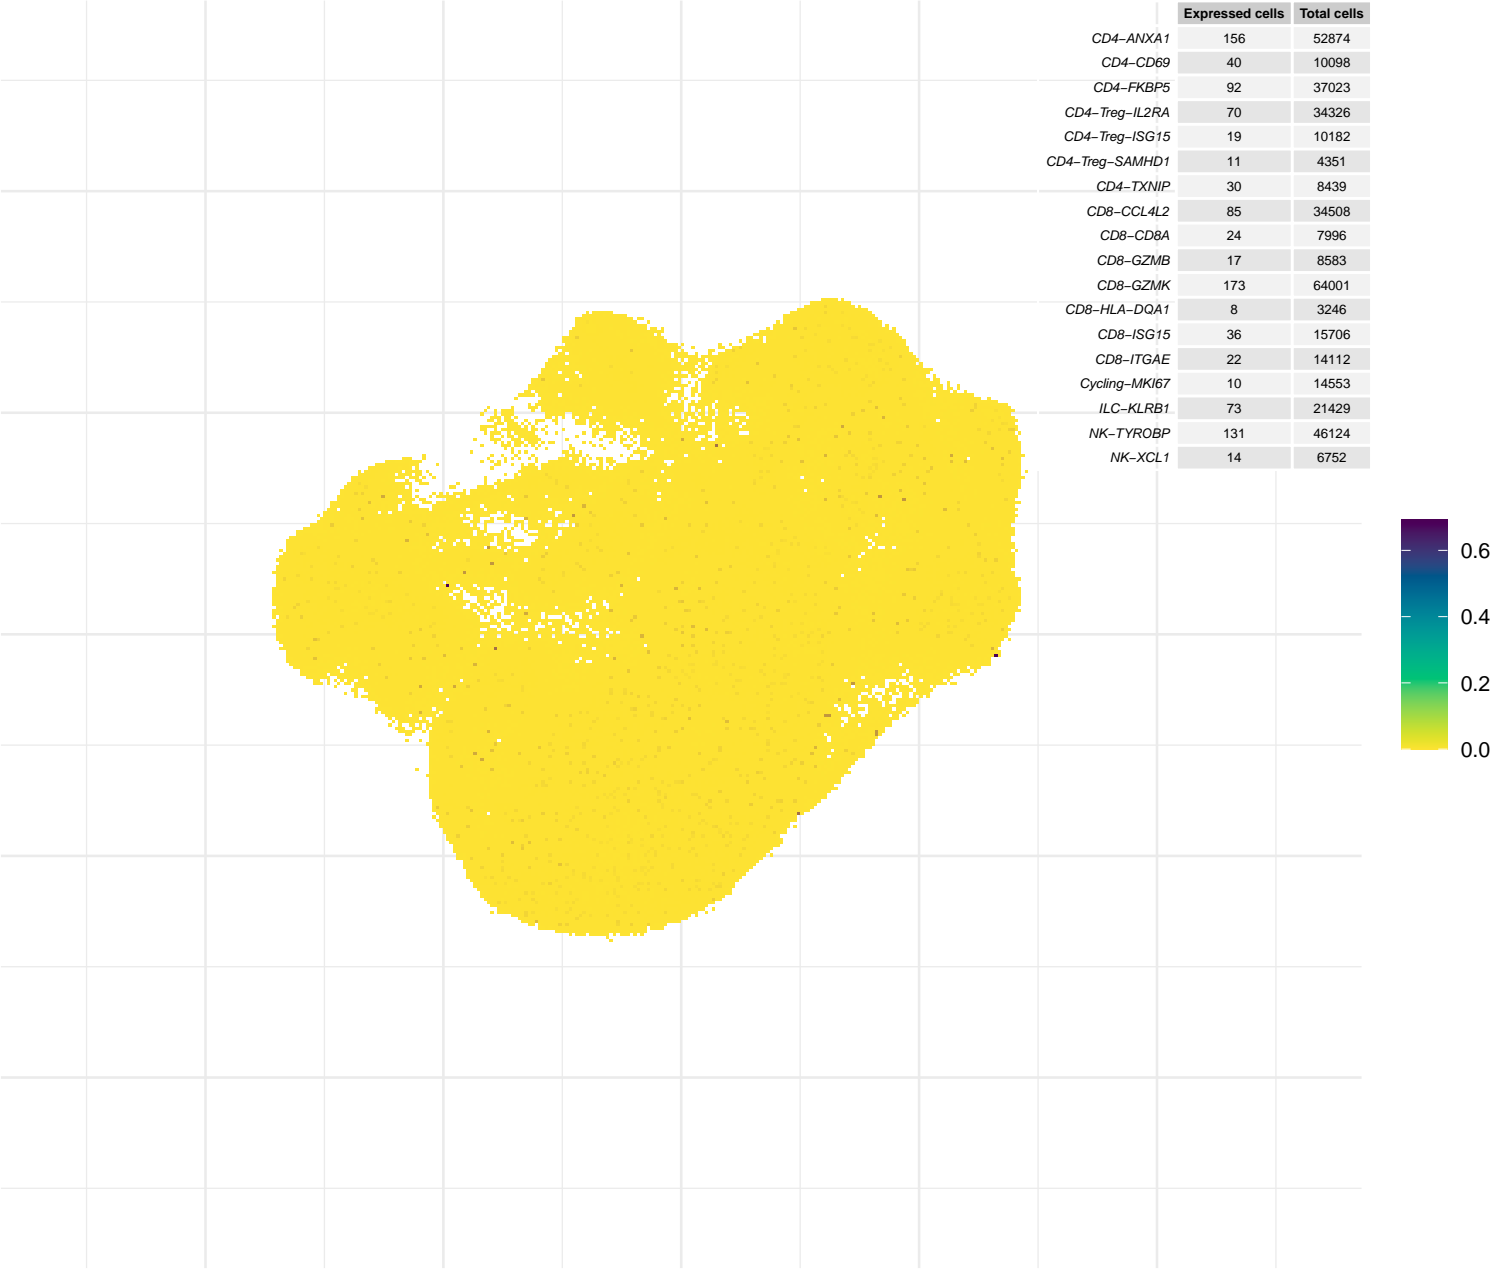 Expressed cells Total cells
CD4−ANXA1 156 52874
CD4−CD69 40 10098
CD4−FKBP5 92 37023
CD4−Treg−IL2RA 70 34326
CD4−Treg−ISG15 19 10182
CD4−Treg−SAMHD1 11 4351
CD4−TXNIP 30 8439
CD8−CCL4L2 85 34508
CD8−CD8A 24 7996
CD8−GZMB 17 8583
CD8−GZMK 173 64001
CD8−HLA−DQA1 8 3246
CD8−ISG15 36 15706
CD8−ITGAE 22 14112
Cycling−MKI67 10 14553
ILC−KLRB1 73 21429
NK−TYROBP 131 46124
NK−XCL1 14 6752
0.6
0.4
0.2
0.0